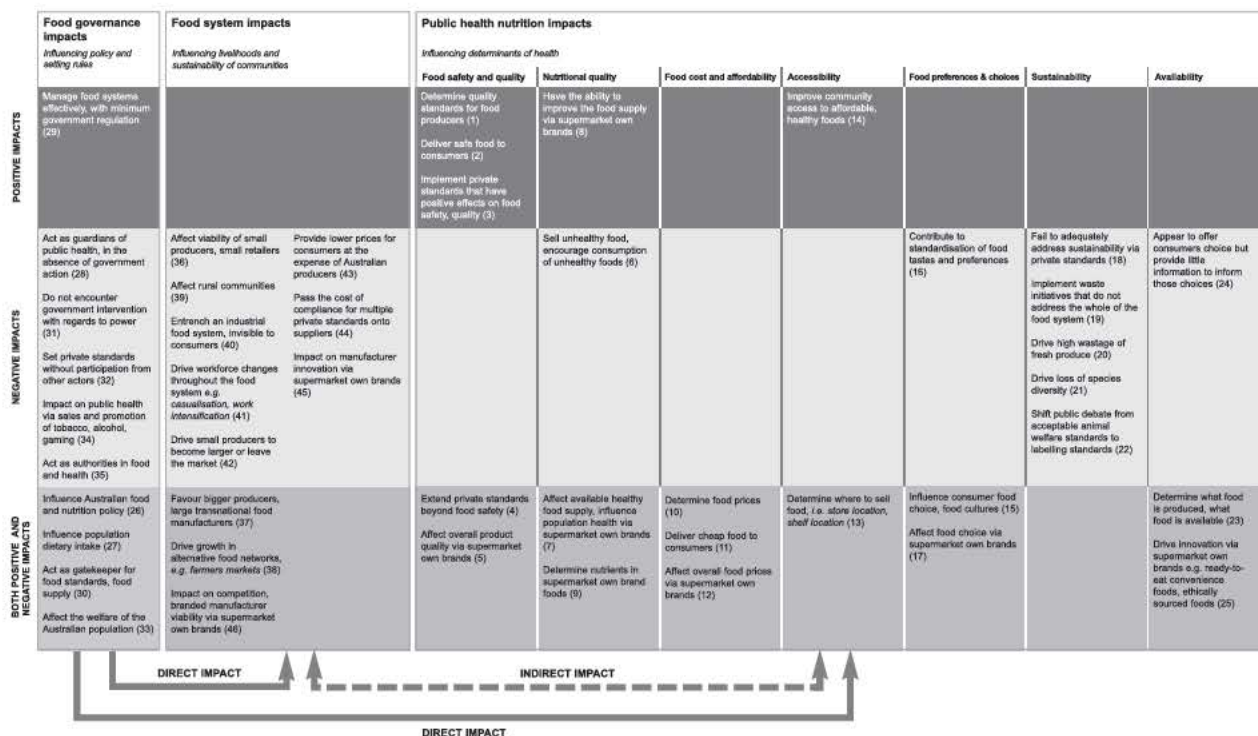 Food governance
impacts
Influencing policy and
setting rules
Food system impacts
Influencing livelihoods and
sustainability of communities
Public health nutrition impacts
Influencing determinants of health
Food safety and quality
Nutritional quality
Food cost and affordability
Accessibility
Food preferences & choices
Sustainability
Availability
POSITIVE IMPACTS
Manage food systems
effectively, with minimum
government regulation
(29)
Determine quality
standards for food
producers (1)
Deliver safe food to
consumers (2)
Implement private
standards that have
positive effects on food
safety, quality (3)
Have the ability to
improve the food supply
via supermarket own
brands (8)
Improve community
access to affordable,
healthy foods (14)
NEGATIVE IMPACTS
Act as guardians of
public health, in the
absence of government
action (28)
Do not encounter
government intervention
with regards to power
(31)
Set private standards
without participation from
other actors (32)
Impact on public health
via sales and promotion
of tobacco, alcohol,
gaming (34)
Act as authorities in food
and health (35)
Affect viability of small
producers, small retailers
(36)
Affect rural communities
(39)
Entrench an industrial
food system, invisible to
consumers (40)
Drive workforce changes
throughout the food
system e.g.
casualisation, work
intensification (41)
Drive small producers to
become larger or leave
the market (42)
Provide lower prices for
consumers at the
expense of Australian
producers (43)
Pass the cost of
compliance for multiple
private standards onto
suppliers (44)
Impact on manufacturer
innovation via
supermarket own brands
(45)
Sell unhealthy food,
encourage consumption
of unhealthy foods (6)
Contribute to
standardisation of food
tastes and preferences
(16)
Fail to adequately
address sustainability via
private standards (18)
Implement waste
initiatives that do not
address the whole of the
food system (19)
Drive high wastage of
fresh produce (20)
Drive loss of species
diversity (21)
Shift public debate from
acceptable animal
welfare standards to
labelling standards (22)
Appear to offer
consumers choice but
provide little
information to inform
those choices (24)
BOTH POSITIVE AND
NEGATIVE IMPACTS
Influence Australian food
and nutrition policy (26)
Influence population
dietary intake (27)
Act as gatekeeper for
food standards, food
supply (30)
Affect the welfare of the
Australian population (33)
Favour bigger producers,
large transnational food
manufacturers (37)
Drive growth in
alternative food networks,
e.g. farmers markets (38)
Impact on competition,
branded manufacturer
viability via supermarket
own brands (46)
Extend private standards
beyond food safety (4)
Affect overall product
quality via supermarket
own brands (5)
Affect available healthy
food supply, influence
population health via
supermarket own brands
(7)
Determine nutrients in
supermarket own brand
foods (9)
Determine food prices
(10)
Deliver cheap food to
consumers (11)
Affect overall food prices
via supermarket own
brands (12)
Determine where to sell
food, i.e. store location,
shelf location (13)
Influence consumer food
choice, food cultures (15)
Affect food choice via
supermarket own brands
(17)
Determine what food
is produced, what
food is available (23)
Drive innovation via
supermarket own
brands e.g. ready-to-
eat convenience
foods, ethically
sourced foods (25)
DIRECT IMPACT
INDIRECT IMPACT
DIRECT IMPACT